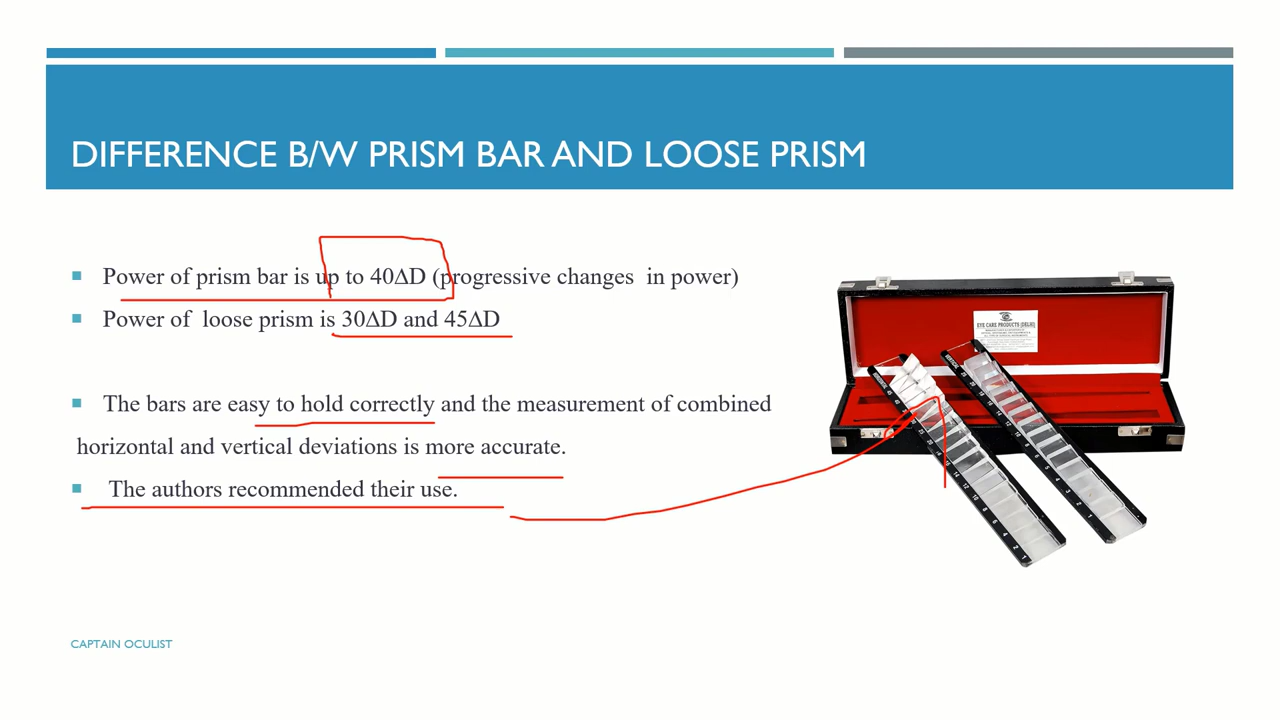 DIFFERENCE B/W PRISM BAR AND LOOSE PRISM
Power of prism bar is up to 40ΔD (progressive changes in power)
Power of loose prism is 30ΔD and 45ΔD
The bars are easy to hold correctly and the measurement of combined
horizontal and vertical deviations is more accurate.
The authors recommended their use.
EYE CARE PRODUCTS (DELHI)
CAPTAIN OCULIST